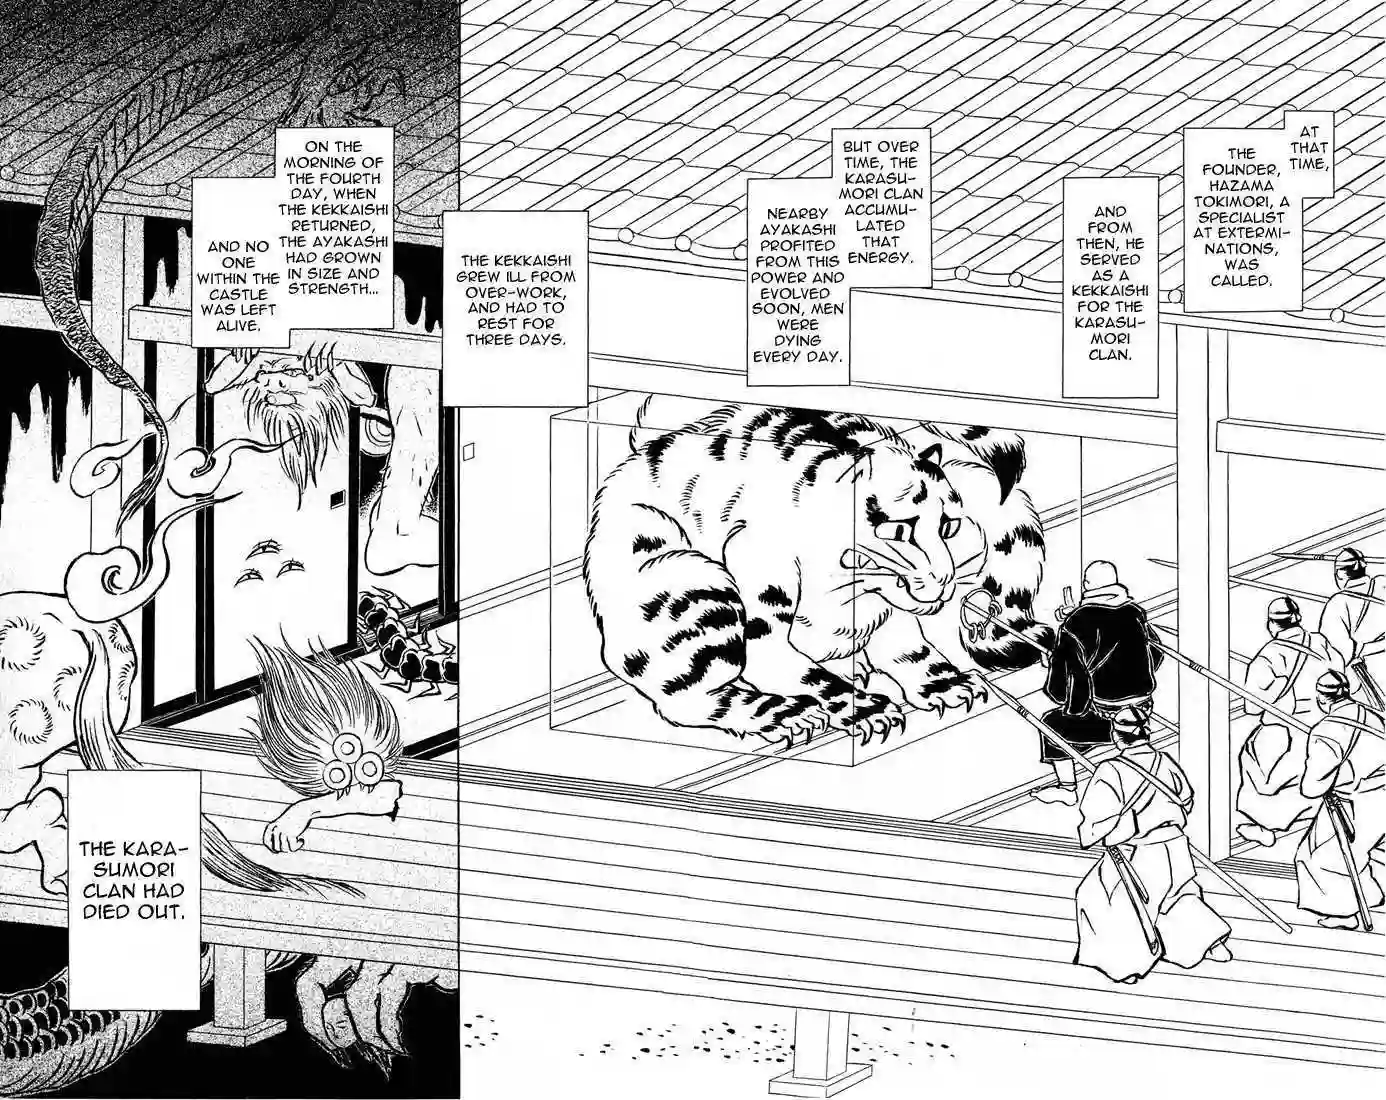 AT
THAT
TIME,
THE
FOUNDER,
HAZAMA
TOKIMORI, A
SPECIALIST
AT EXTERMI-
NATIONS,
WAS
CALLED.
AND
FROM
THEN, HE
SERVED
AS A
KEKKAISHI
FOR THE
KARASU-
MORI
CLAN.
BUT OVER
TIME, THE
KARASU-
MORI CLAN
ACCUMU-
LATED
THAT
ENERGY.
NEARBY
AYAKASHI
PROFITED
FROM THIS
POWER AND
EVOLVED
SOON, MEN
WERE
DYING
EVERY DAY.
THE KEKKAISHI
GREW ILL FROM
OVER-WORK,
AND HAD TO
REST FOR
THREE DAYS.
ON THE
MORNING OF
THE FOURTH
DAY, WHEN
THE KEKKAISHI
RETURNED,
THE AYAKASHI
HAD GROWN
IN SIZE AND
STRENGTH...
AND NO
ONE
WITHIN THE
CASTLE
WAS LEFT
ALIVE.
THE KARA-
SUMORI
CLAN HAD
DIED OUT.